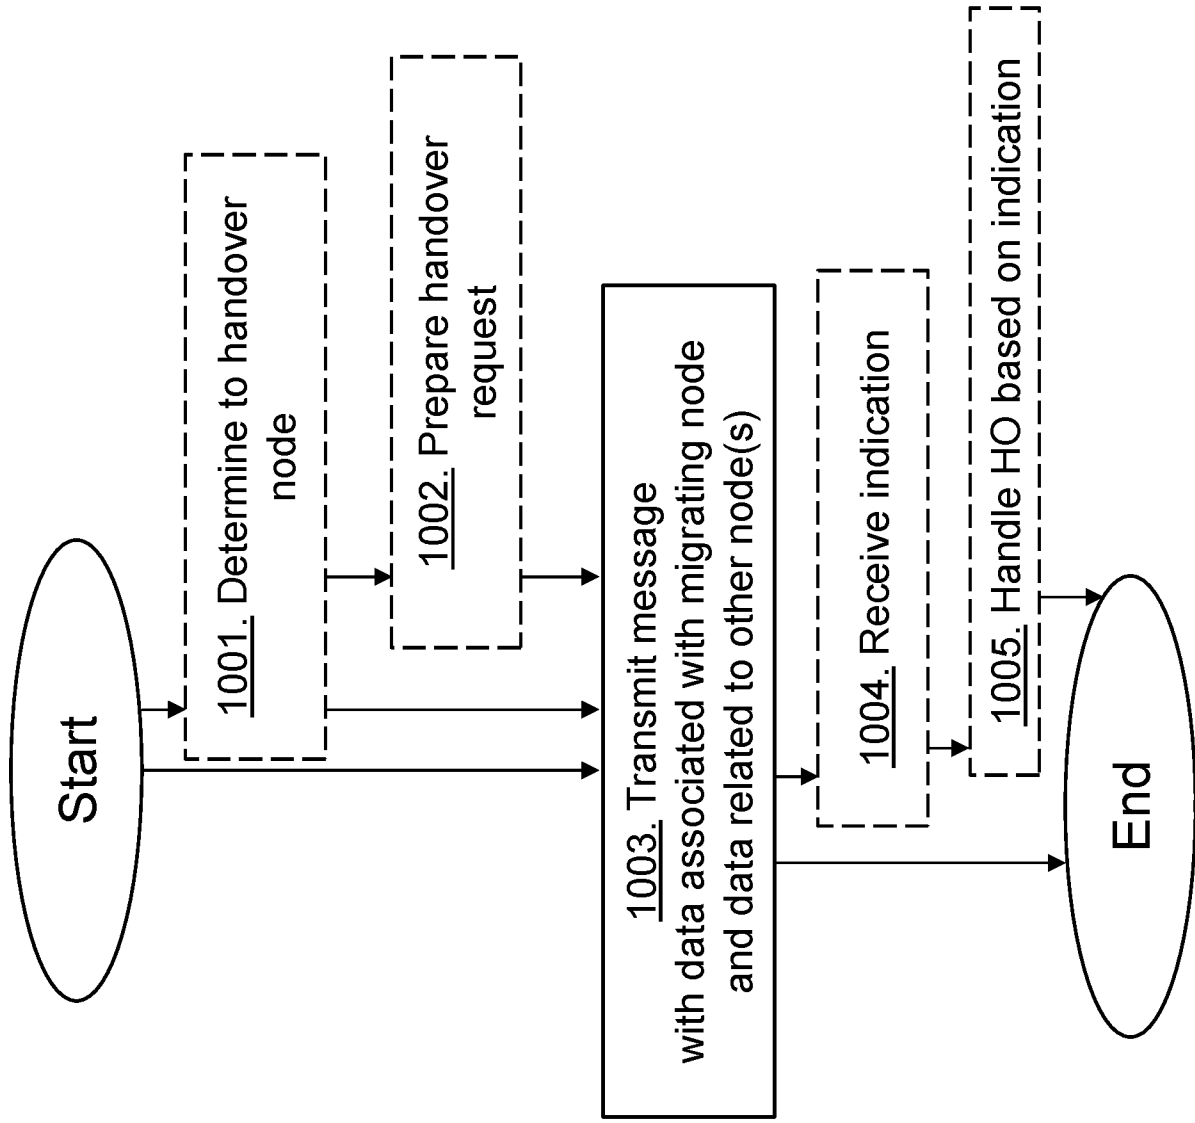 Start
1001. Determine to handover
node
1002. Prepare handover
request
1003. Transmit message
with data associated with migrating node
and data related to other node(s)
1004. Receive indication
1005. Handle HO based on indication
End